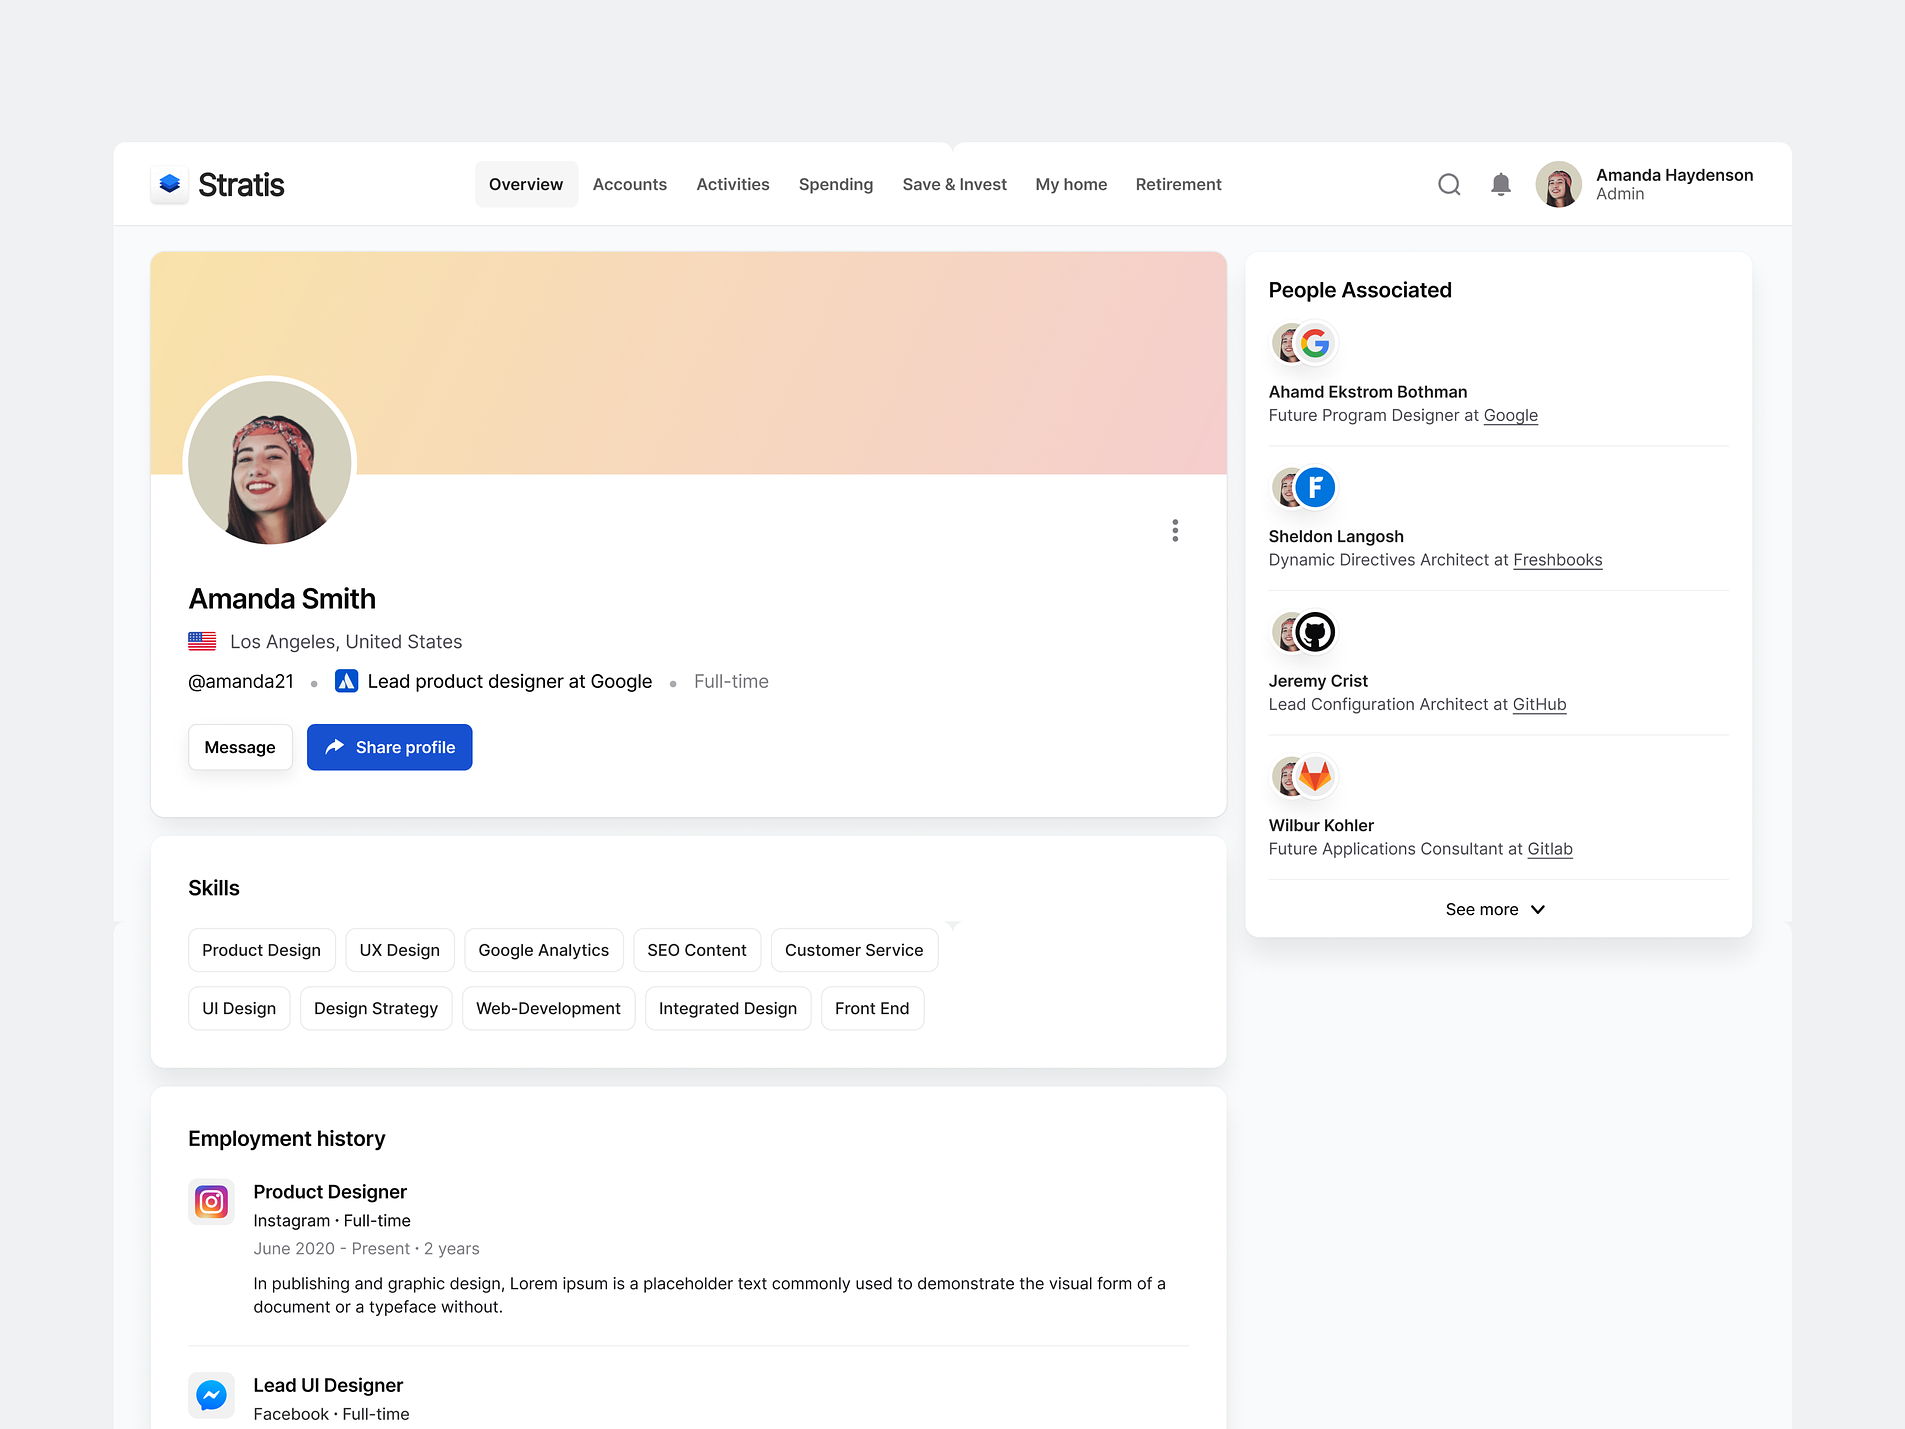 Stratis
Overview
Accounts
Activities
Spending
Save & Invest
My home
Retirement
Amanda Haydenson
Admin
Amanda Smith
Los Angeles, United States
@amanda21 • Lead product designer at Google • Full-time
Message
Share profile
People Associated
Ahamd Ekstrom Bothman
Future Program Designer at Google
Sheldon Langosh
Dynamic Directives Architect at Freshbooks
Jeremy Crist
Lead Configuration Architect at GitHub
Wilbur Kohler
Future Applications Consultant at Gitlab
See more
Skills
Product Design
UX Design
Google Analytics
SEO Content
Customer Service
UI Design
Design Strategy
Web-Development
Integrated Design
Front End
Employment history
Product Designer
Instagram • Full-time
June 2020 - Present • 2 years
In publishing and graphic design, Lorem ipsum is a placeholder text commonly used to demonstrate the visual form of a
document or a typeface without.
Lead UI Designer
Facebook • Full-time